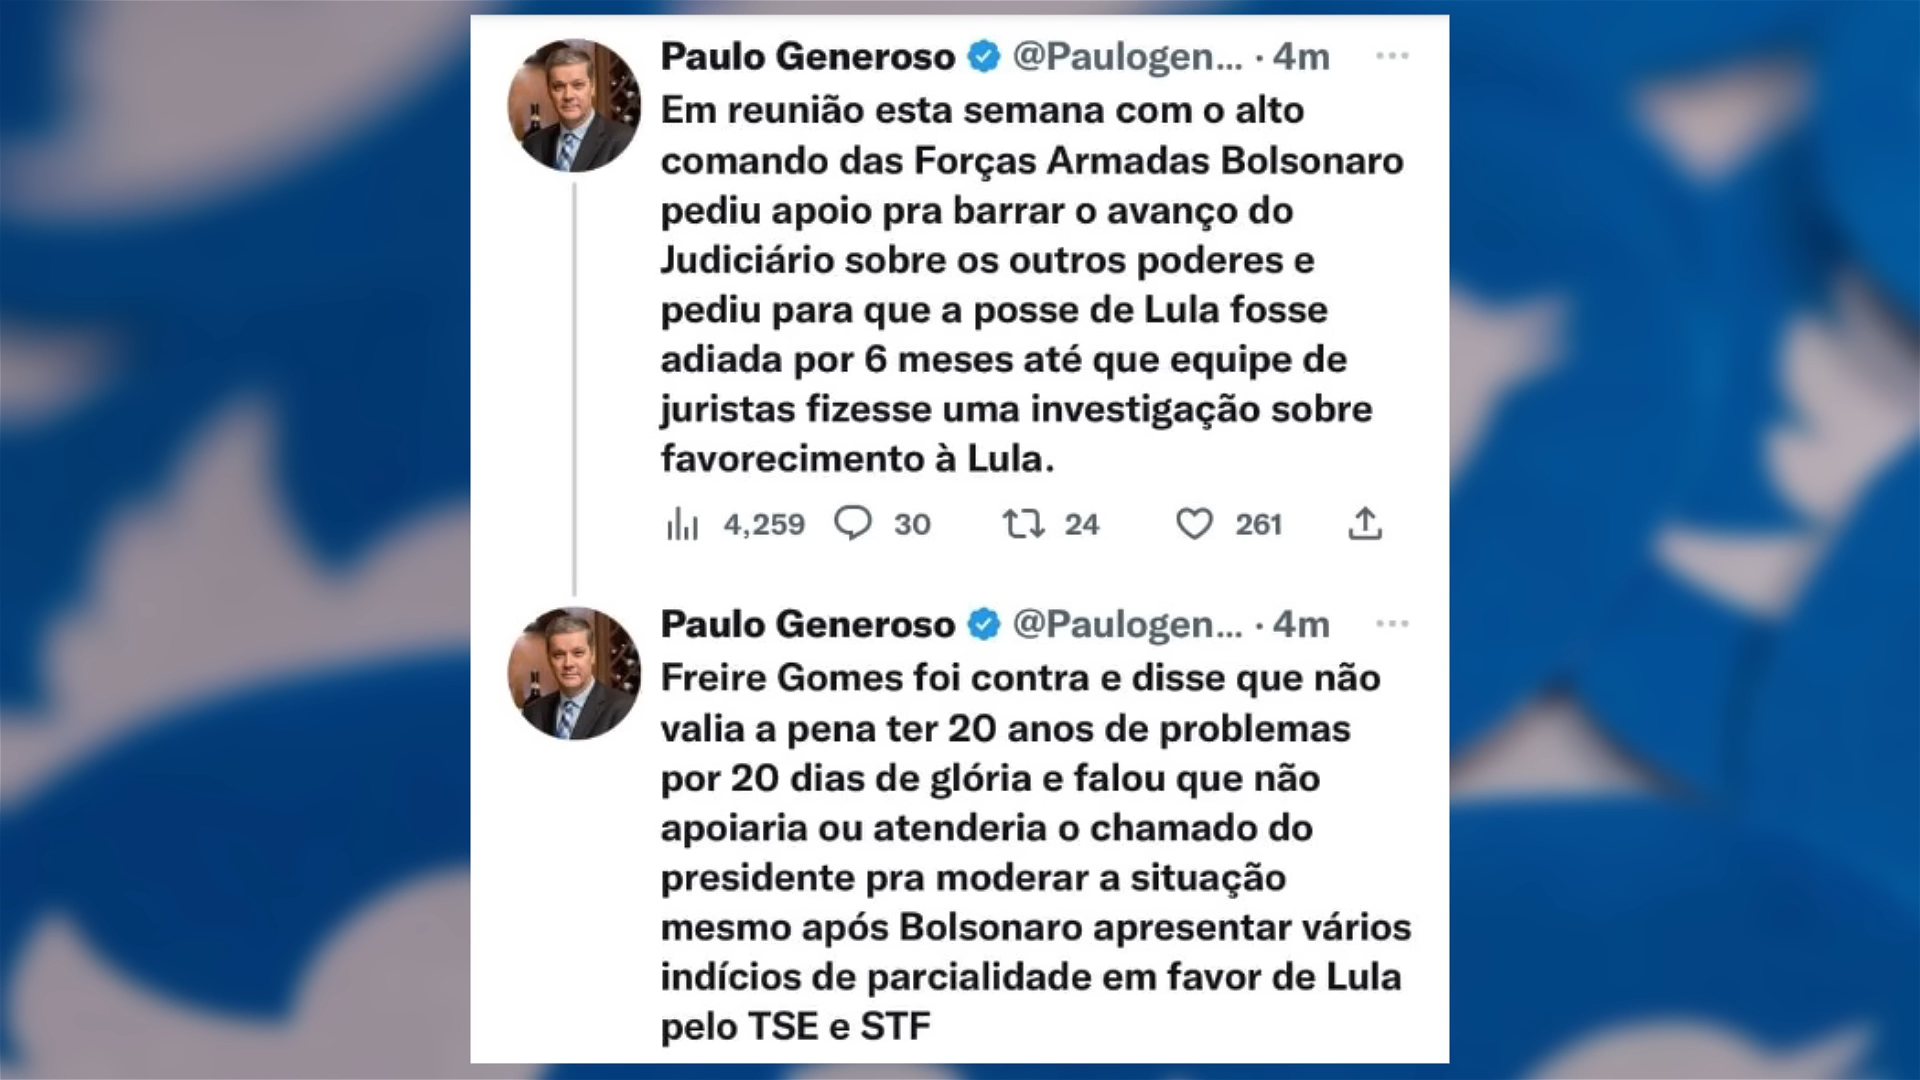 Paulo Generoso @Paulogen... · 4m
Em reunião esta semana com o alto
comando das Forças Armadas Bolsonaro
pediu apoio pra barrar o avanço do
Judiciário sobre os outros poderes e
pediu para que a posse de Lula fosse
adiada por 6 meses até que equipe de
juristas fizesse uma investigação sobre
favorecimento à Lula.
4,259 30 24 261
Paulo Generoso @Paulogen... · 4m
Freire Gomes foi contra e disse que não
valia a pena ter 20 anos de problemas
por 20 dias de glória e falou que não
apoiaria ou atenderia o chamado do
presidente pra moderar a situação
mesmo após Bolsonaro apresentar vários
indícios de parcialidade em favor de Lula
pelo TSE e STF